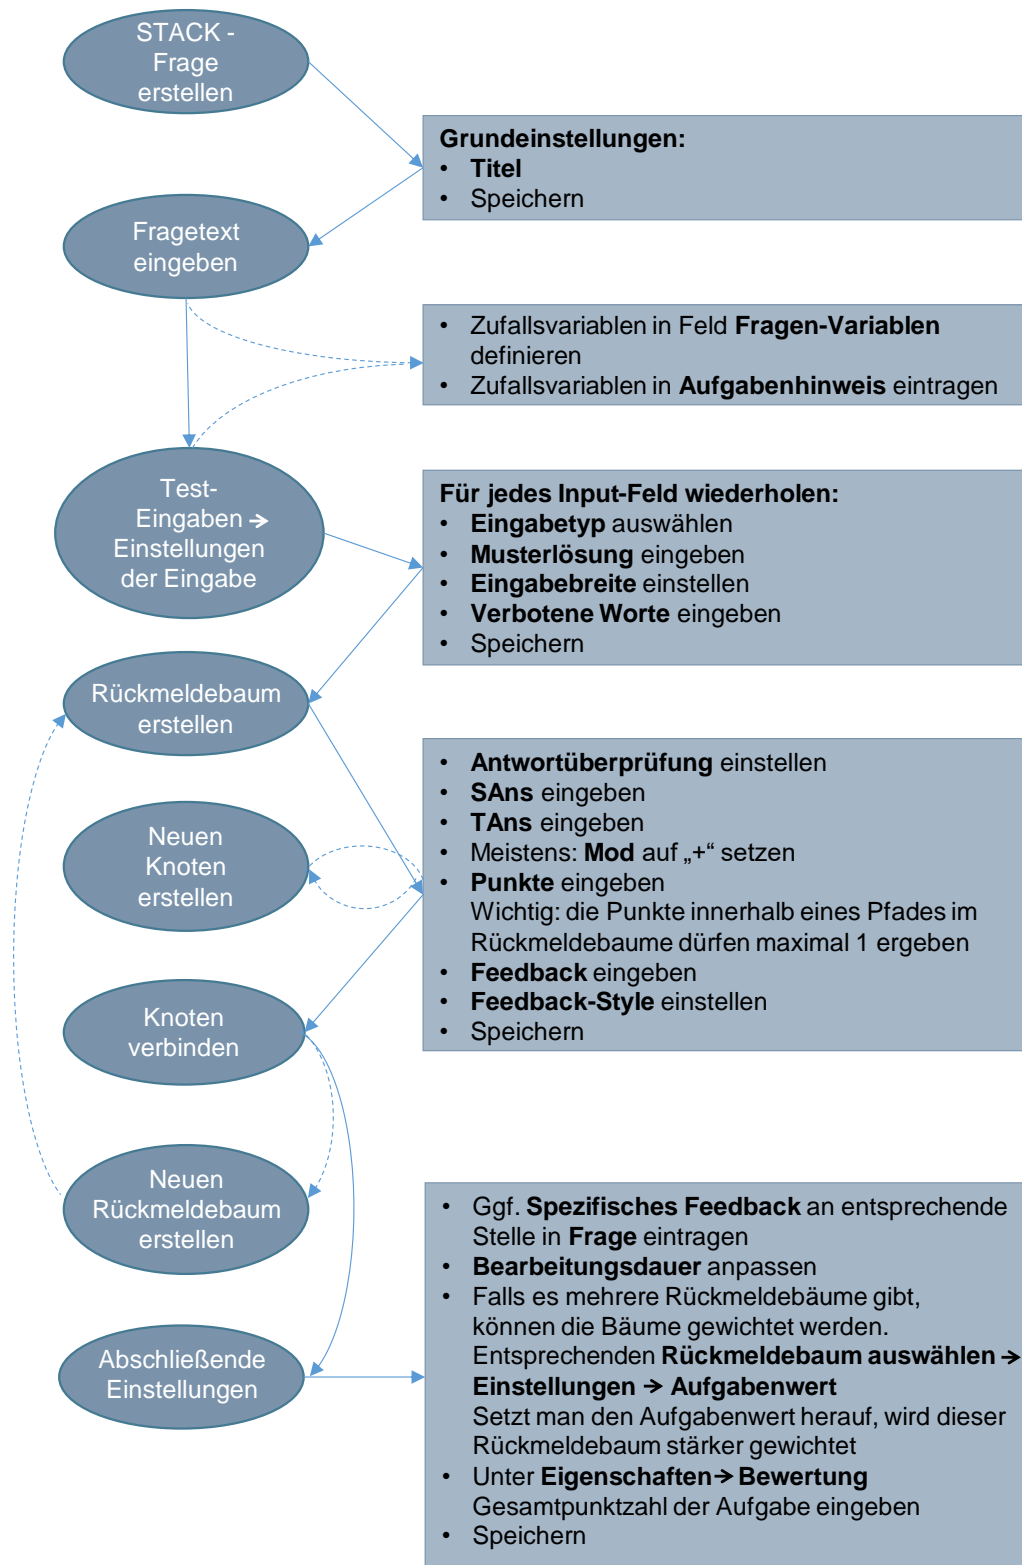 STACK -
Frage
erstellen
Grundeinstellungen:
• Titel
• Speichern
Fragetext
eingeben
• Zufallsvariablen in Feld Fragen-Variablen
definieren
• Zufallsvariablen in Aufgabenhinweis eintragen
Test-
Eingaben →
Einstellungen
der Eingabe
Für jedes Input-Feld wiederholen:
• Eingabetyp auswählen
• Musterlösung eingeben
• Eingabebreite einstellen
• Verbotene Worte eingeben
• Speichern
Rückmeldebaum
erstellen
• Antwortüberprüfung einstellen
• SAns eingeben
• TAns eingeben
• Meistens: Mod auf „+“ setzen
• Punkte eingeben
Wichtig: die Punkte innerhalb eines Pfades im
Rückmeldebaume dürfen maximal 1 ergeben
• Feedback eingeben
• Feedback-Style einstellen
• Speichern
Neuen
Knoten
erstellen
Knoten
verbinden
Neuen
Rückmeldebaum
erstellen
• Ggf. Spezifisches Feedback an entsprechende
Stelle in Frage eintragen
• Bearbeitungsdauer anpassen
• Falls es mehrere Rückmeldebäume gibt,
können die Bäume gewichtet werden.
Entsprechenden Rückmeldebaum auswählen →
Einstellungen → Aufgabenwert
Setzt man den Aufgabenwert herauf, wird dieser
Rückmeldebaum stärker gewichtet
• Unter Eigenschaften→ Bewertung
Gesamtpunktzahl der Aufgabe eingeben
• Speichern
Abschließende
Einstellungen